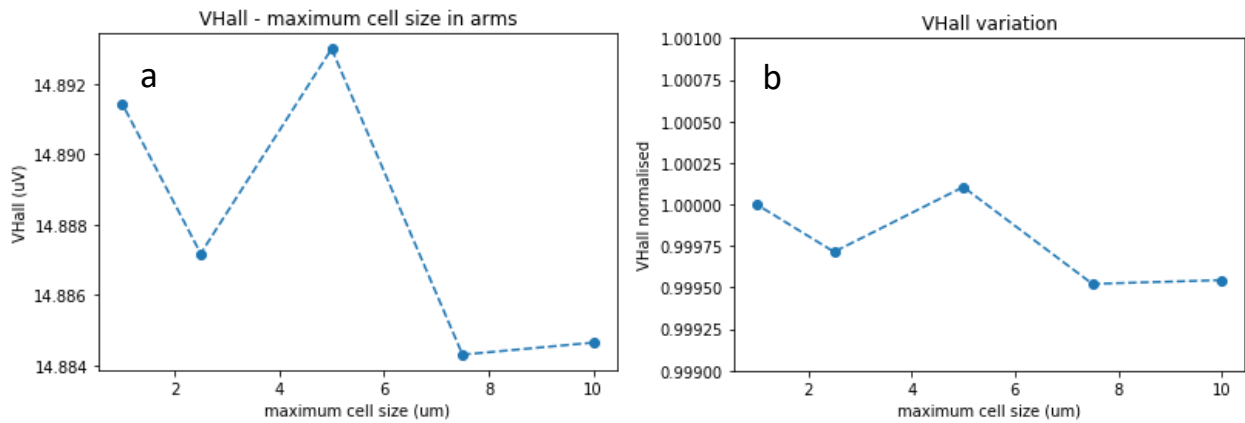 VHall - maximum cell size in arms
a
VHall (uV)
14.892
14.890
14.888
14.886
14.884
2 4 6 8 10
maximum cell size (um)
VHall variation
b
VHall normalised
1.00100
1.00075
1.00050
1.00025
1.00000
0.99975
0.99950
0.99925
0.99900
2 4 6 8 10
maximum cell size (um)